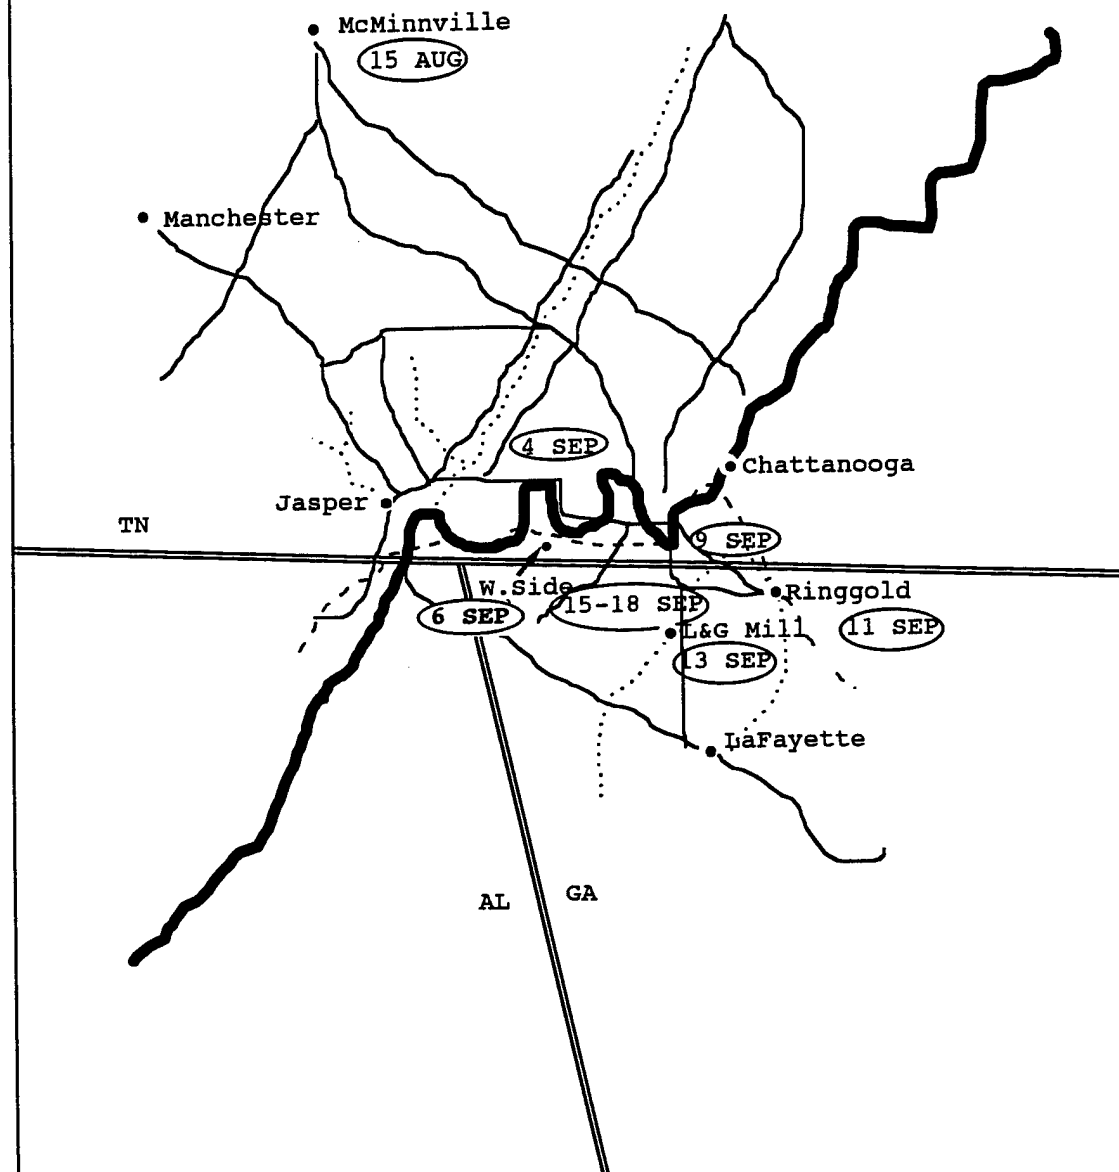 McMinnville
15 AUG
Manchester
4 SEP
Chattanooga
Jasper
TN
9 SEP
W.Side
Ringgold
15-18 SEP
6 SEP
L&G Mill
11 SEP
13 SEP
LaFayette
AL
GA